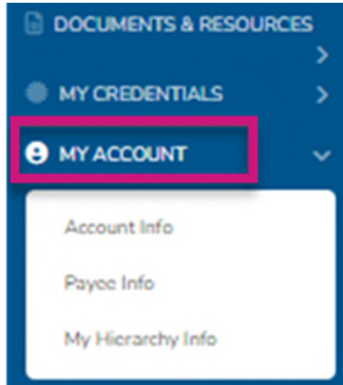 DOCUMENTS & RESOURCES
MY CREDENTIALS
MY ACCOUNT
Account Info
Payee Info
My Hierarchy Info